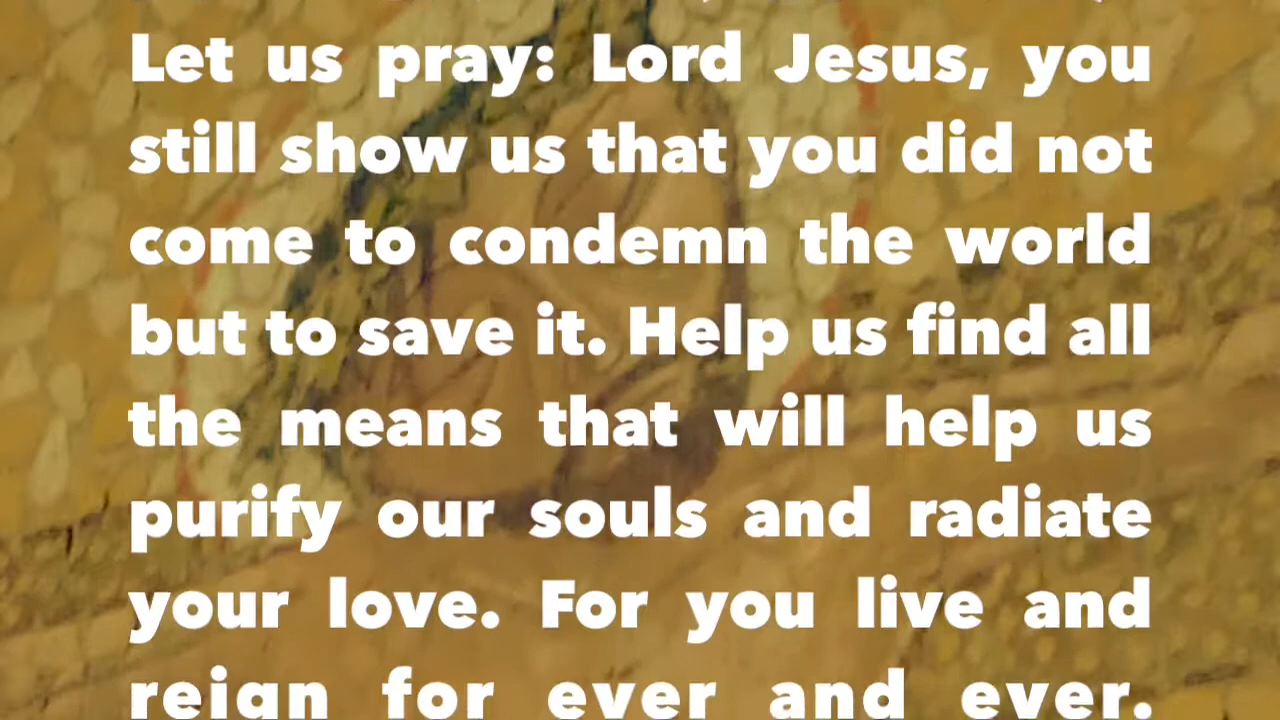 Let us pray: Lord Jesus, you
still show us that you did not
come to condemn the world
but to save it. Help us find all
the means that will help us
purify our souls and radiate
your love. For you live and
reign for ever and ever.